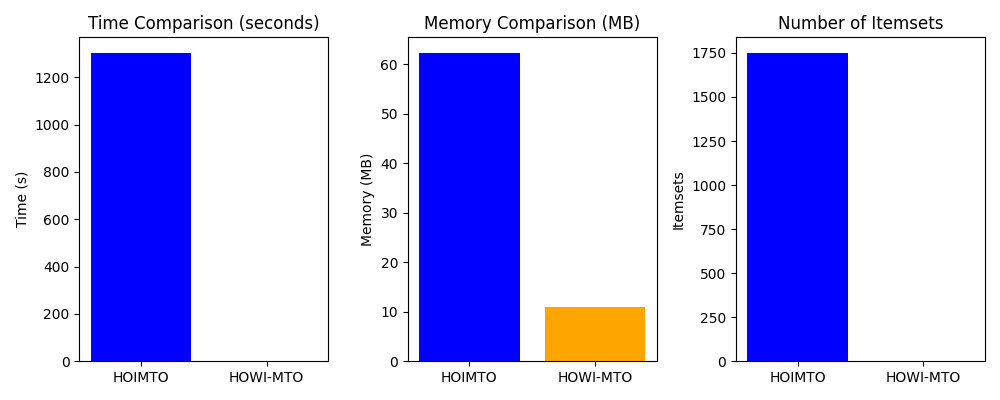 Time Comparison (seconds)
Time (s)
1200
1000
800
600
400
200
0
HOIMTO
HOWI-MTO
Memory Comparison (MB)
Memory (MB)
60
50
40
30
20
10
0
HOIMTO
HOWI-MTO
Number of Itemsets
Itemsets
1750
1500
1250
1000
750
500
250
0
HOIMTO
HOWI-MTO